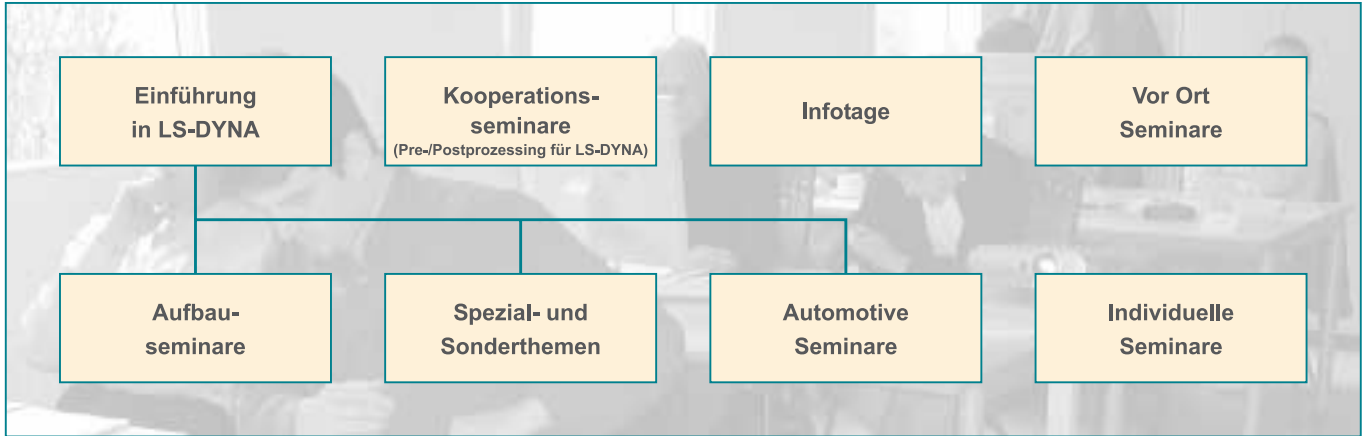 Einführung
in LS-DYNA
Kooperations-
seminare
(Pre-/Postprozessing für LS-DYNA)
Infotage
Vor Ort
Seminare
Aufbau-
seminare
Spezial- und
Sonderthemen
Automotive
Seminare
Individuelle
Seminare